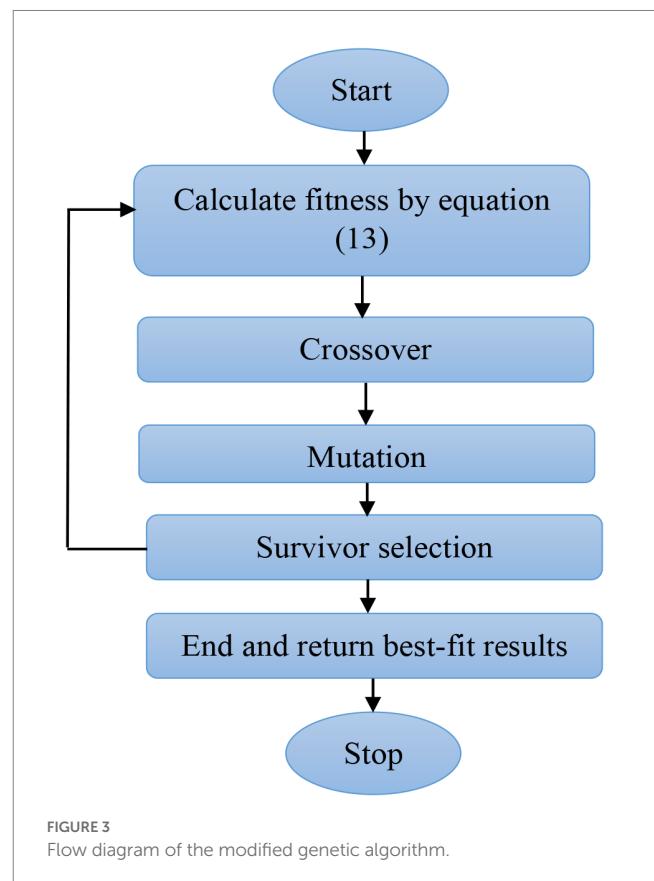 Start
Calculate fitness by equation
(13)
Crossover
Mutation
Survivor selection
End and return best-fit results
Stop
FIGURE 3
Flow diagram of the modified genetic algorithm.